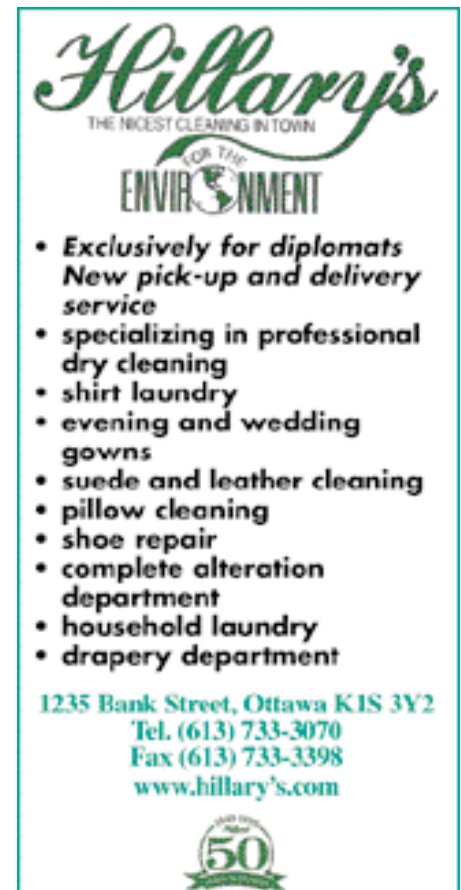 Hillary's
THE NICEST CLEANING IN TOWN
FOR THE
ENVIRONMENT
• Exclusively for diplomats
New pick-up and delivery
service
• specializing in professional
dry cleaning
• shirt laundry
• evening and wedding
gowns
• suede and leather cleaning
• pillow cleaning
• shoe repair
• complete alteration
department
• household laundry
• drapery department
1235 Bank Street, Ottawa K1S 3Y2
Tel. (613) 733-3070
Fax (613) 733-3398
www.hillary's.com
50